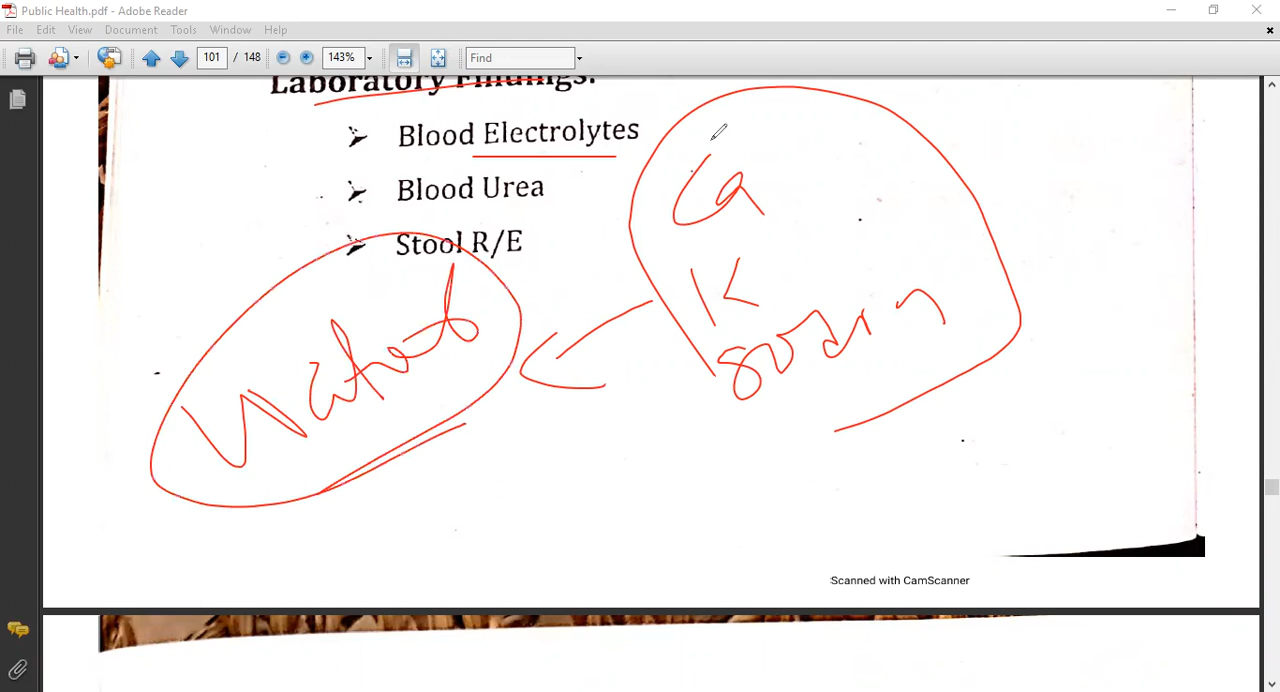 Public Health.pdf - Adobe Reader
File Edit View Document Tools Window Help
101 / 148 143% Find
Laboratory Findings:
Blood Electrolytes
Blood Urea
Stool R/E
Ca
K
Scanned with CamScanner